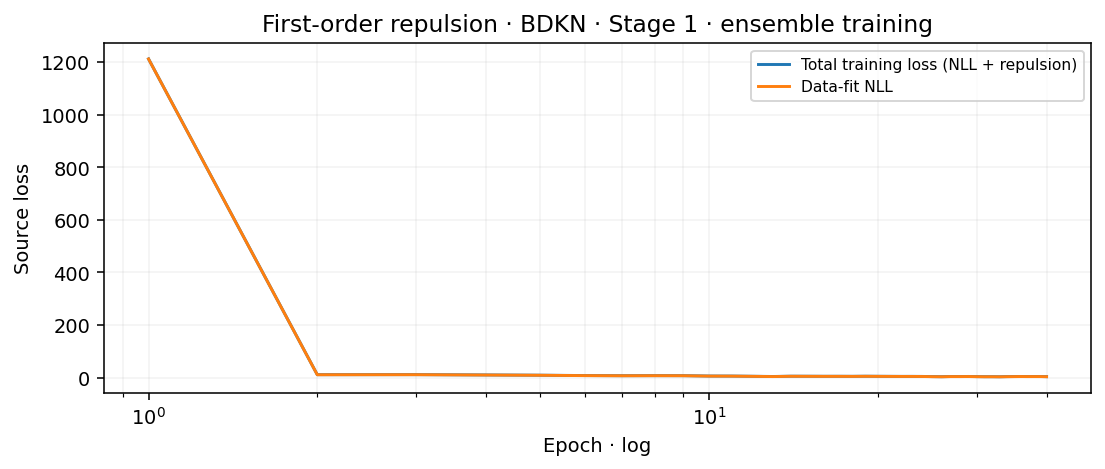 First-order repulsion · BDKN · Stage 1 · ensemble training
Total training loss (NLL + repulsion)
Data-fit NLL
Source loss
1200
1000
800
600
400
200
0
10⁰
10¹
Epoch · log